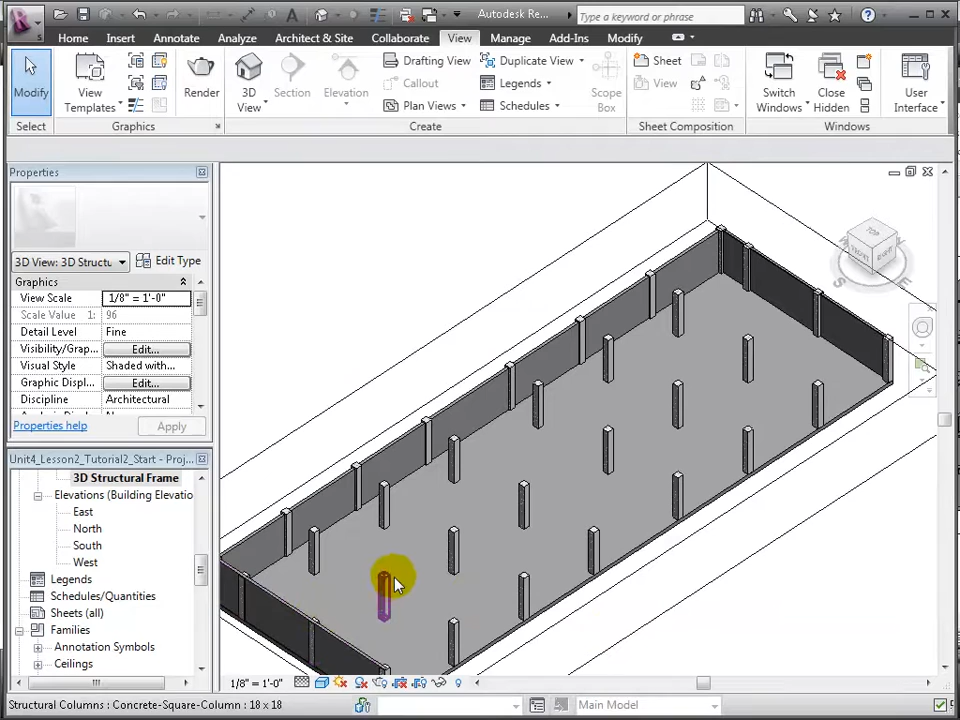 Autodesk Re...
Type a keyword or phrase
Home Insert Annotate Analyze Architect & Site Collaborate View Manage Add-Ins Modify
Modify
View Templates
Render
3D View
Section
Elevation
Drafting View
Callout
Plan Views
Duplicate View
Legends
Schedules
Scope Box
Sheet
View
Switch Windows
Close Hidden
User Interface
Select Graphics Create Sheet Composition Windows
Properties
3D View: 3D Structu
Edit Type
Graphics
View Scale 1/8" = 1'-0"
Scale Value 1: 96
Detail Level Fine
Visibility/Grap... Edit...
Visual Style Shaded with...
Graphic Displ... Edit...
Discipline Architectural
Properties help Apply
Unit4_Lesson2_Tutorial2_Start - Proj...
3D Structural Frame
Elevations (Building Elevatio
East
North
South
West
Legends
Schedules/Quantities
Sheets (all)
Families
Annotation Symbols
Ceilings
TOP
FRONT
RIGHT
S
1/8" = 1'-0"
Structural Columns : Concrete-Square-Column : 18 x 18
Main Model